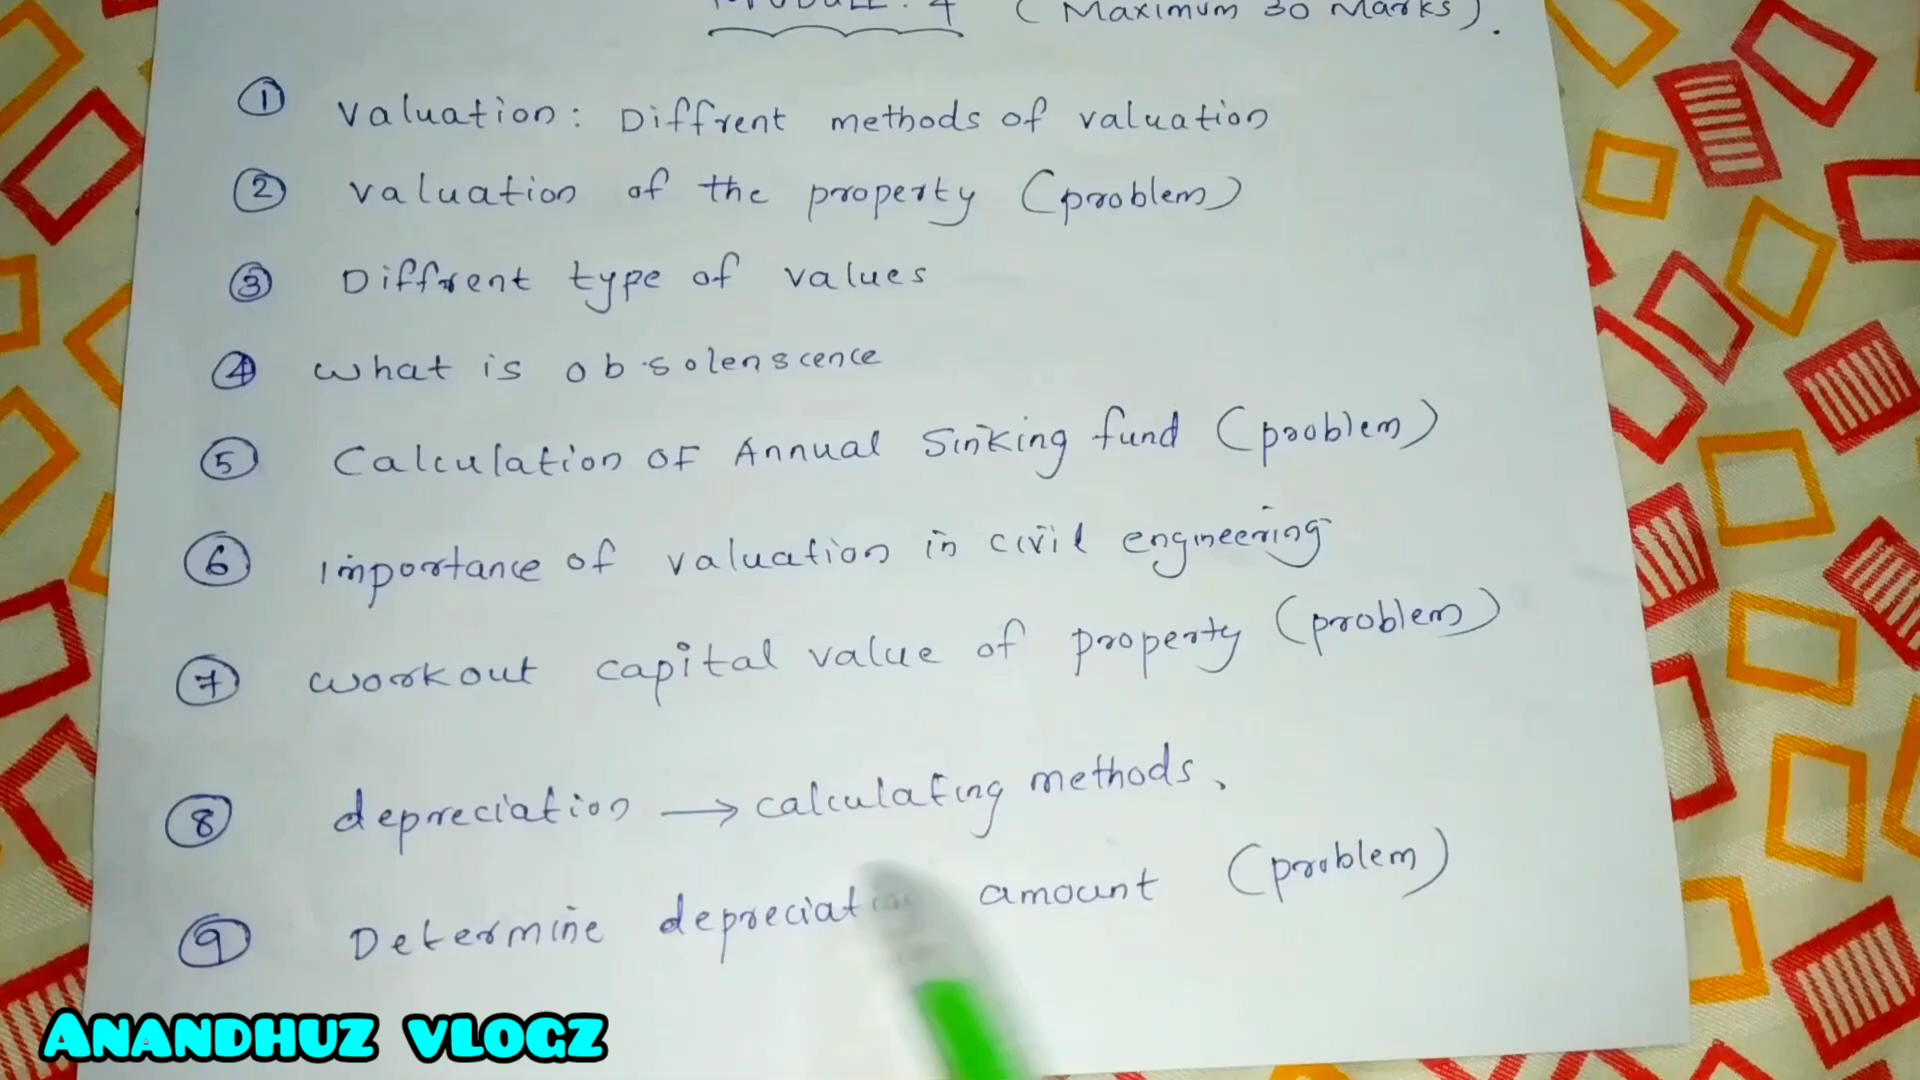 MODULE: 4 (Maximum 30 Marks).
① Valuation: Diffrent methods of valuation
② valuation of the property (problem)
③ Diffrent type of values
④ what is obsolenscence
⑤ Calculation OF Annual Sinking fund (problem)
⑥ importance of valuation in civil engineering
⑦ workout capital value of property (problem)
⑧ depreciation → calculating methods.
⑨ Determine amount (problem)
ANANDHUZ VLOGZ